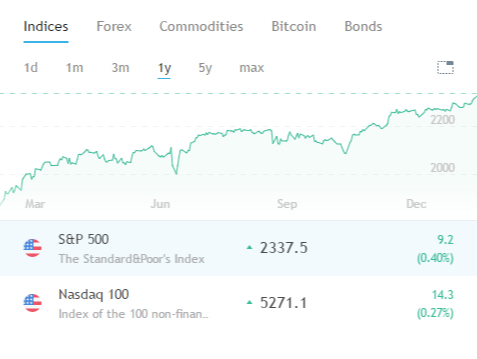 Indices Forex Commodities Bitcoin Bonds
1d 1m 3m 1y 5y max
2200
2000
Mar Jun Sep Dec
S&P 500 2337.5 9.2
The Standard&Poor's Index (0.40%)
Nasdaq 100 5271.1 14.3
Index of the 100 non-finan.. (0.27%)